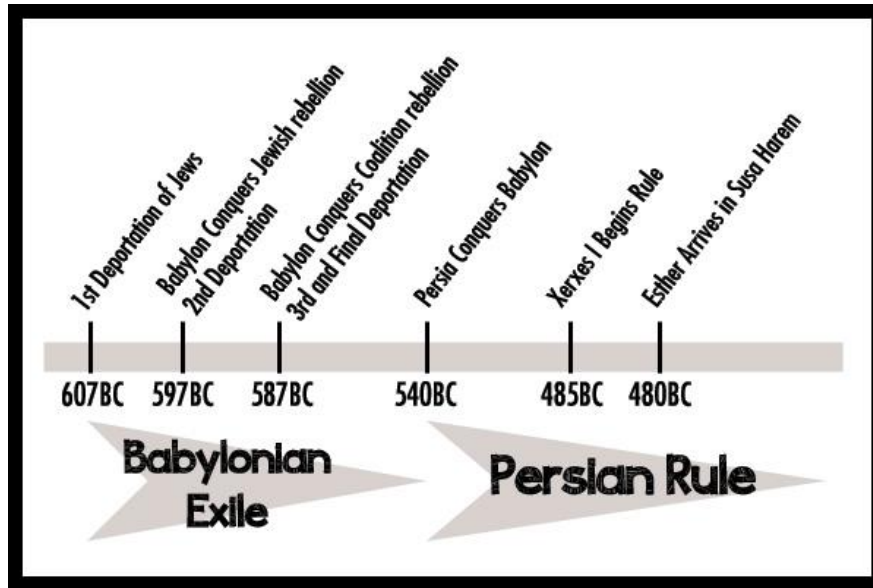 1st Deportation of Jews
Babylon Conquers Jewish rebellion
2nd Deportation
Babylon Conquers Coalition rebellion
3rd and Final Deportation
Persia Conquers Babylon
Xerxes I Begins Rule
Esther Arrives in Susa Harem
607BC
597BC
587BC
540BC
485BC
480BC
Babylonian
Exile
Persian Rule